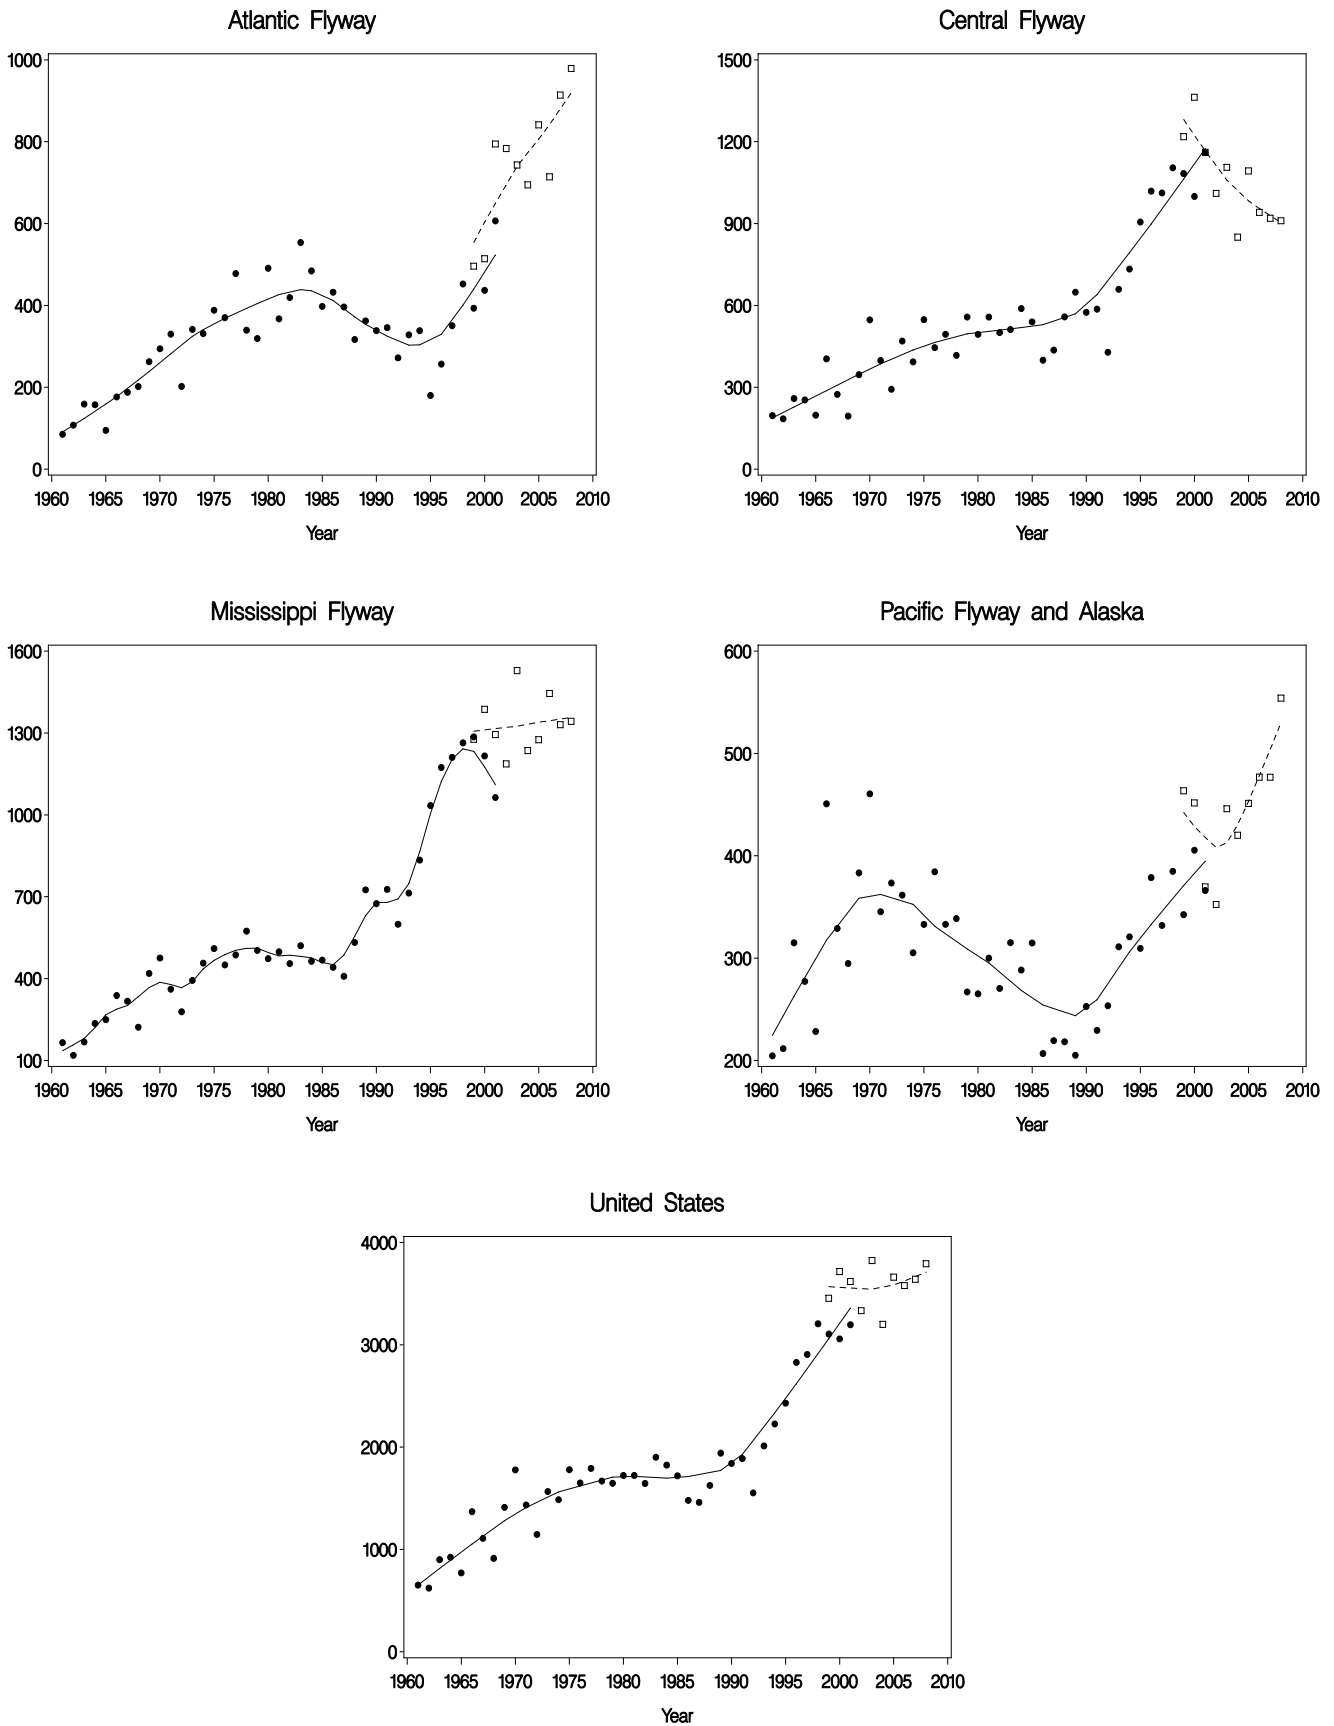 Atlantic Flyway
1000
800
600
400
200
0
1960 1965 1970 1975 1980 1985 1990 1995 2000 2005 2010
Year
Central Flyway
1500
1200
900
600
300
0
1960 1965 1970 1975 1980 1985 1990 1995 2000 2005 2010
Year
Mississippi Flyway
1600
1300
1000
700
400
100
1960 1965 1970 1975 1980 1985 1990 1995 2000 2005 2010
Year
Pacific Flyway and Alaska
600
500
400
300
200
1960 1965 1970 1975 1980 1985 1990 1995 2000 2005 2010
Year
United States
4000
3000
2000
1000
0
1960 1965 1970 1975 1980 1985 1990 1995 2000 2005 2010
Year